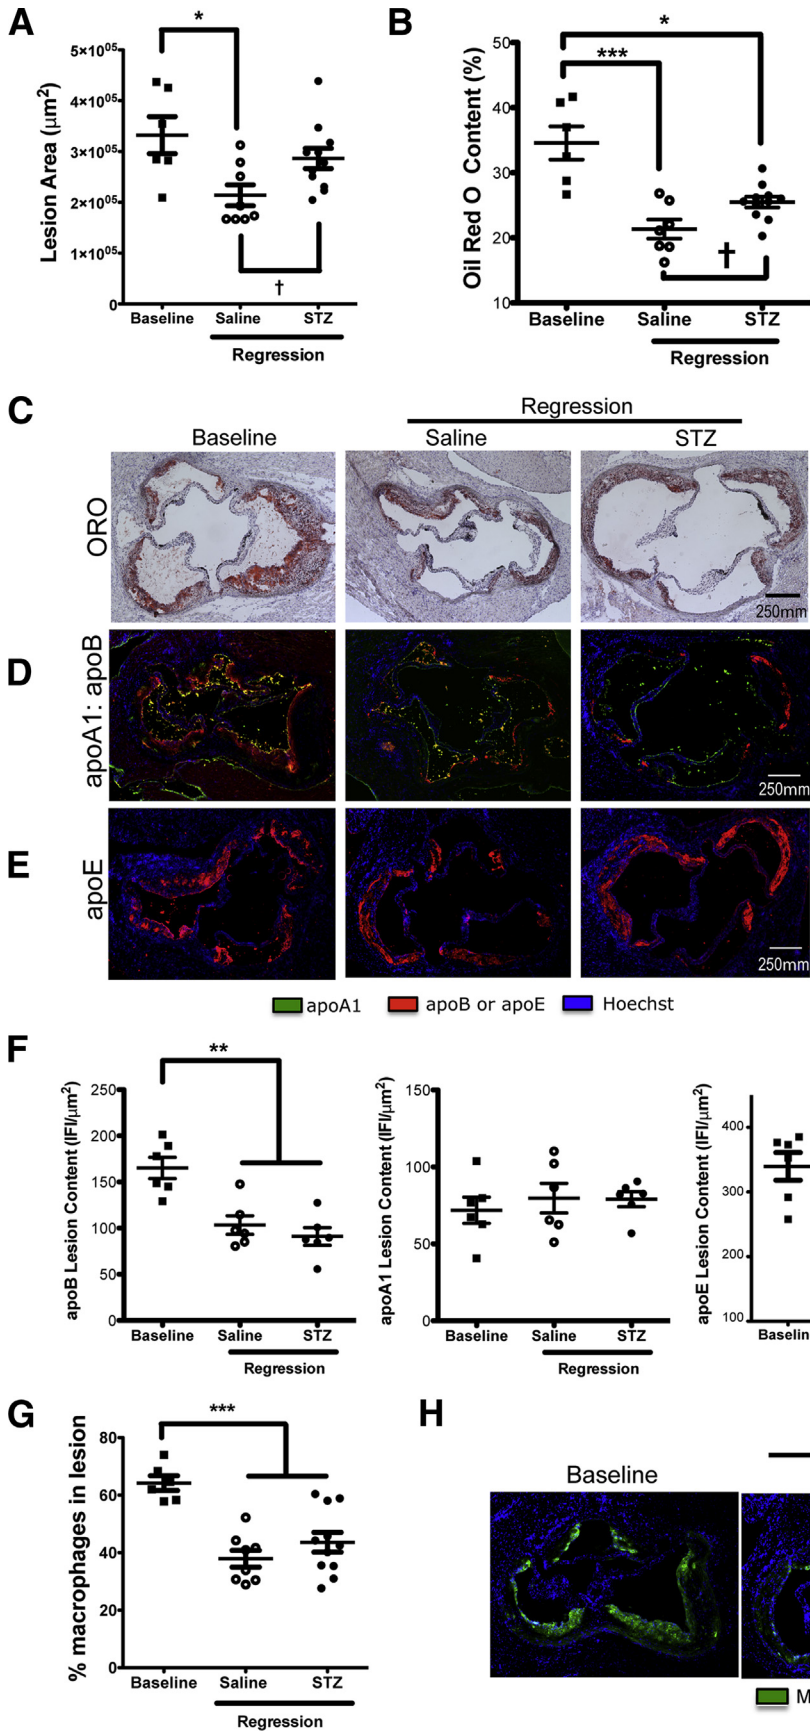 A
*
5×10⁰⁵
4×10⁰⁵
3×10⁰⁵
2×10⁰⁵
1×10⁰⁵
0
Lesion Area (μm²)
†
Baseline Saline STZ
Regression
B
*
***
50
40
30
20
10
Oil Red O Content (%)
†
Baseline Saline STZ
Regression
C
Regression
Baseline Saline STZ
ORO
250mm
D
apoA1: apoB
250mm
E
apoE
250mm
apoA1 apoB or apoE Hoechst
F
**
250
200
150
100
50
0
apoB Lesion Content (IFI/μm²)
Baseline Saline STZ
Regression
150
100
50
0
apoA1 Lesion Content (IFI/μm²)
Baseline Saline STZ
Regression
400
300
200
100
apoE Lesion Content (IFI/μm²)
Baselin
G
***
80
60
40
20
0
% macrophages in lesion
Baseline Saline STZ
Regression
H
Baseline
M